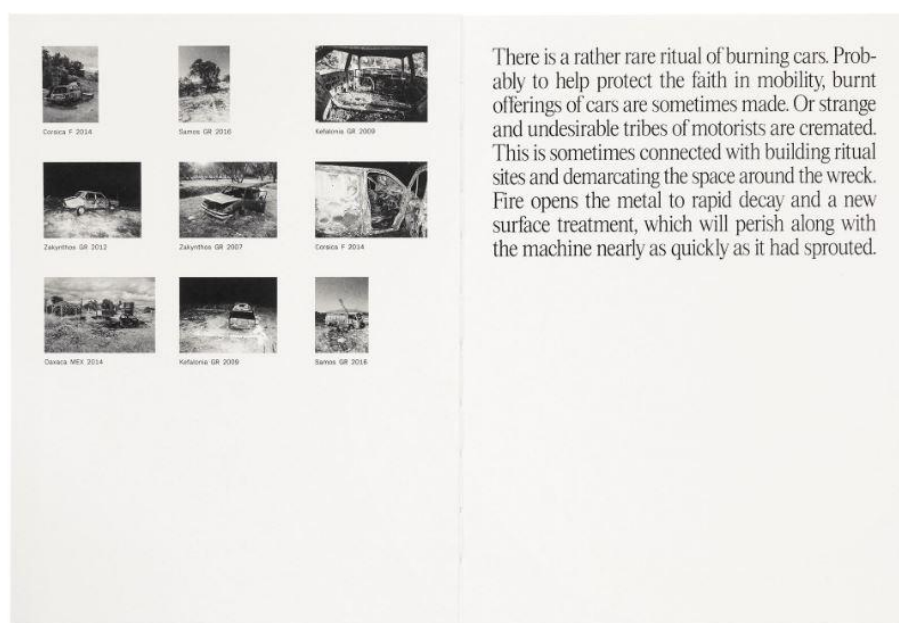 Corsica F 2014
Samos GR 2016
Kefalonia GR 2009
Zakynthos GR 2012
Zakynthos GR 2007
Corsica F 2014
Oaxaca MEX 2014
Kefalonia GR 2009
Samos GR 2016
There is a rather rare ritual of burning cars. Prob-
ably to help protect the faith in mobility, burnt
offerings of cars are sometimes made. Or strange
and undesirable tribes of motorists are cremated.
This is sometimes connected with building ritual
sites and demarcating the space around the wreck.
Fire opens the metal to rapid decay and a new
surface treatment, which will perish along with
the machine nearly as quickly as it had sprouted.